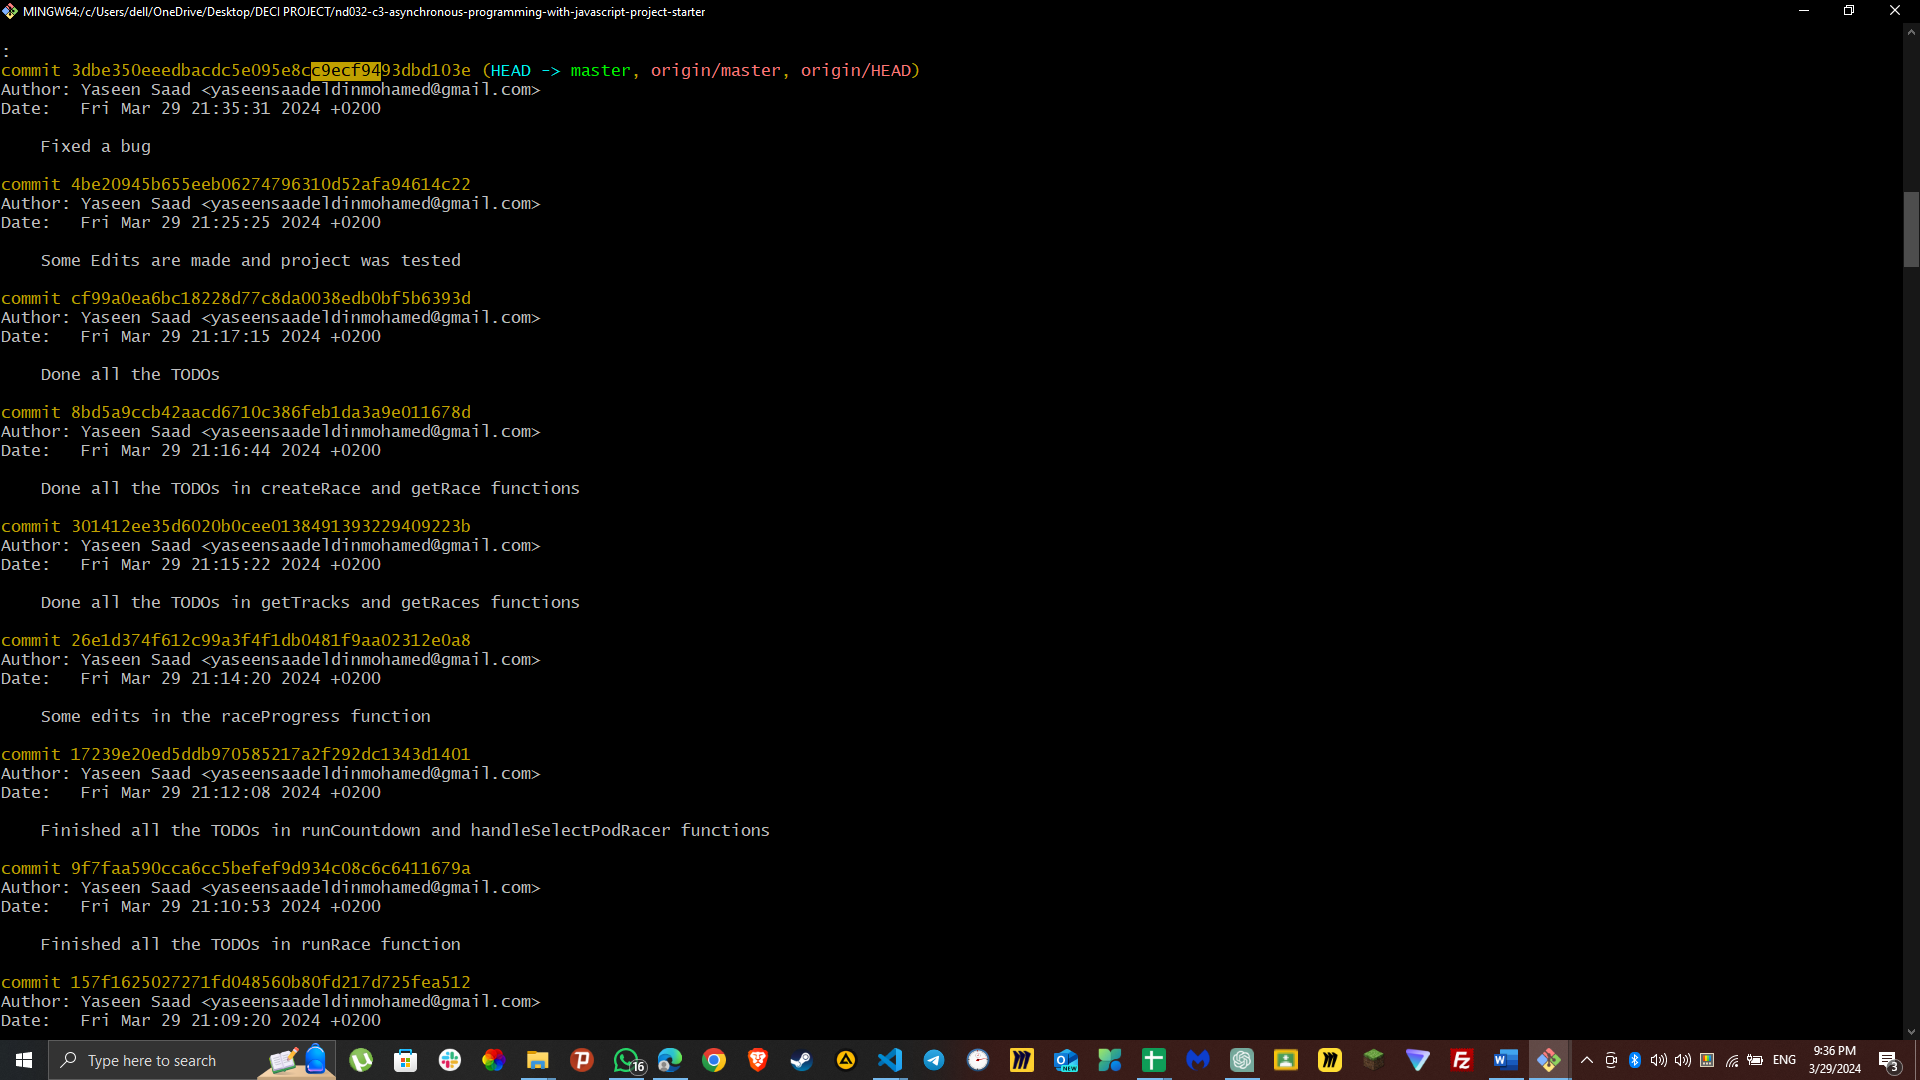 MINGW64:/c/Users/dell/OneDrive/Desktop/DECI PROJECT/nd032-c3-asynchronous-programming-with-javascript-project-starter
:
commit 3dbe350eeedbacdc5e095e8cc9ecf9493dbd103e (HEAD -> master, origin/master, origin/HEAD)
Author: Yaseen Saad <yaseensaadeldinmohamed@gmail.com>
Date:   Fri Mar 29 21:35:31 2024 +0200
Fixed a bug
commit 4be20945b655eeb06274796310d52afa94614c22
Author: Yaseen Saad <yaseensaadeldinmohamed@gmail.com>
Date:   Fri Mar 29 21:25:25 2024 +0200
Some Edits are made and project was tested
commit cf99a0ea6bc18228d77c8da0038edb0bf5b6393d
Author: Yaseen Saad <yaseensaadeldinmohamed@gmail.com>
Date:   Fri Mar 29 21:17:15 2024 +0200
Done all the TODOs
commit 8bd5a9ccb42aacd6710c386feb1da3a9e011678d
Author: Yaseen Saad <yaseensaadeldinmohamed@gmail.com>
Date:   Fri Mar 29 21:16:44 2024 +0200
Done all the TODOs in createRace and getRace functions
commit 301412ee35d6020b0cee0138491393229409223b
Author: Yaseen Saad <yaseensaadeldinmohamed@gmail.com>
Date:   Fri Mar 29 21:15:22 2024 +0200
Done all the TODOs in getTracks and getRaces functions
commit 26e1d374f612c99a3f4f1db0481f9aa02312e0a8
Author: Yaseen Saad <yaseensaadeldinmohamed@gmail.com>
Date:   Fri Mar 29 21:14:20 2024 +0200
Some edits in the raceProgress function
commit 17239e20ed5ddb970585217a2f292dc1343d1401
Author: Yaseen Saad <yaseensaadeldinmohamed@gmail.com>
Date:   Fri Mar 29 21:12:08 2024 +0200
Finished all the TODOs in runCountdown and handleSelectPodRacer functions
commit 9f7faa590cca6cc5befef9d934c08c6c6411679a
Author: Yaseen Saad <yaseensaadeldinmohamed@gmail.com>
Date:   Fri Mar 29 21:10:53 2024 +0200
Finished all the TODOs in runRace function
commit 157f1625027271fd048560b80fd217d725fea512
Author: Yaseen Saad <yaseensaadeldinmohamed@gmail.com>
Date:   Fri Mar 29 21:09:20 2024 +0200
Type here to search
16
NEW
ENG
9:36 PM
3/29/2024
3